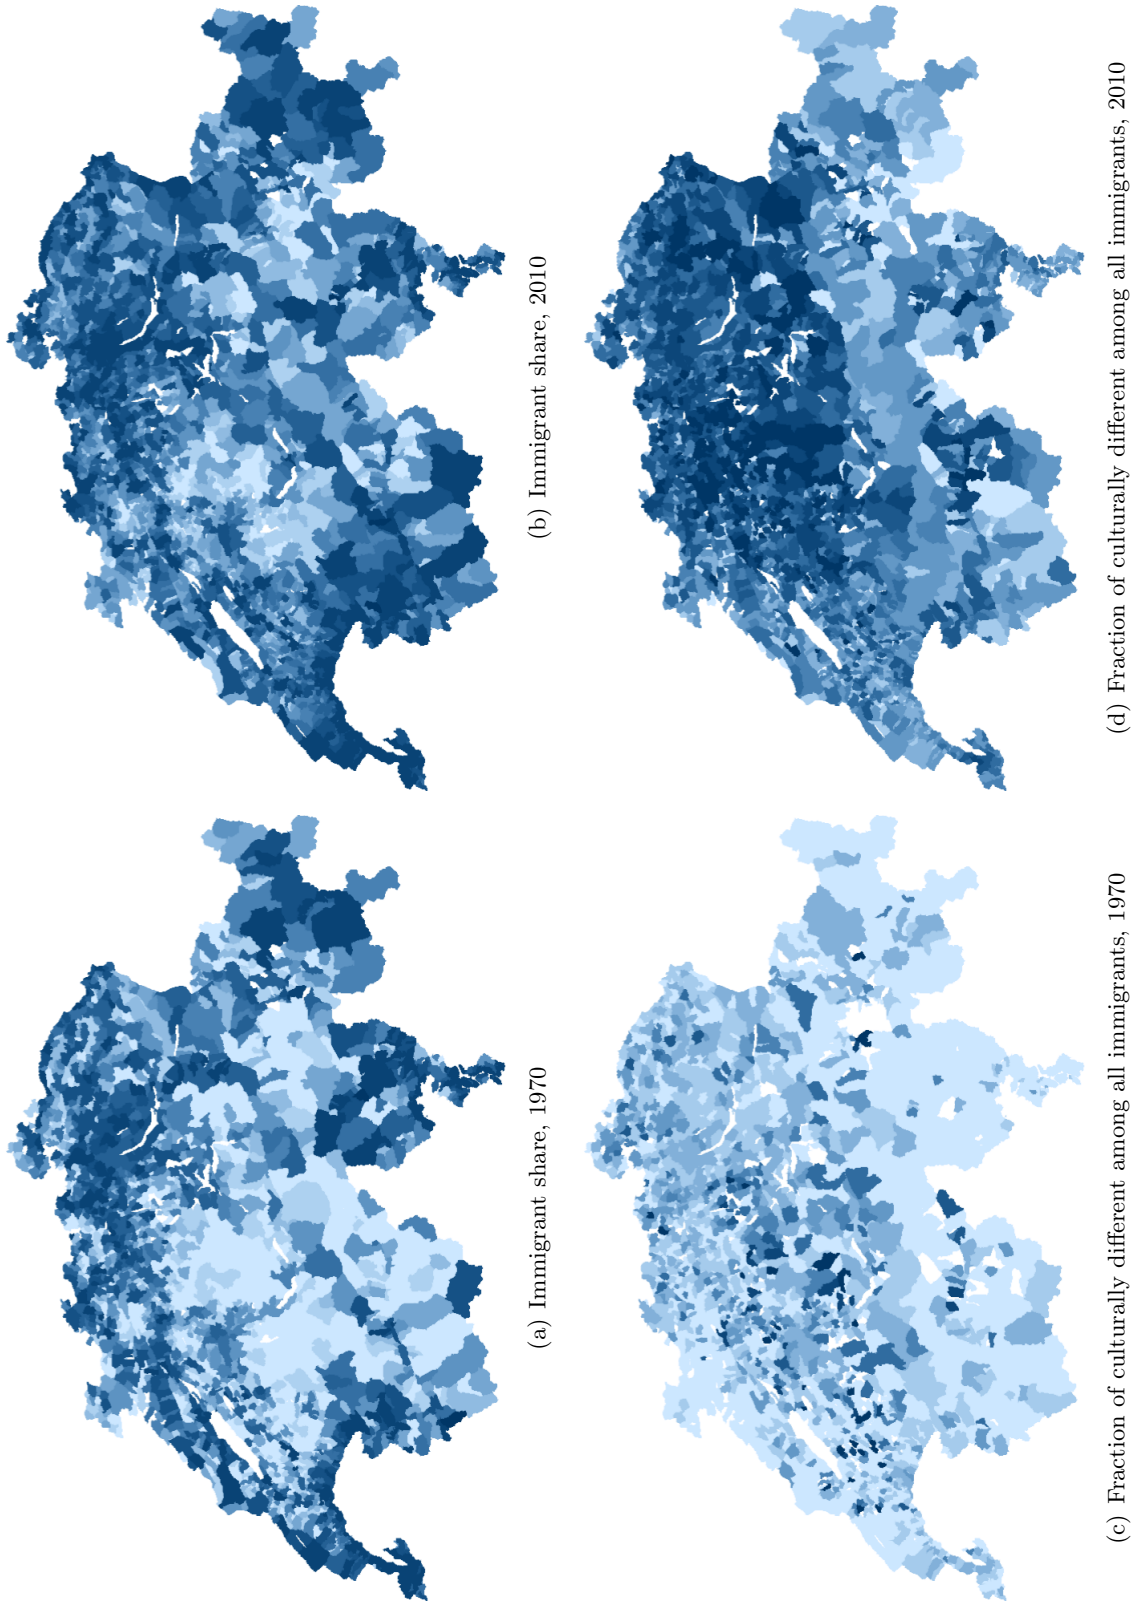 (a) Immigrant share, 1970
(b) Immigrant share, 2010
(c) Fraction of culturally different among all immigrants, 1970
(d) Fraction of culturally different among all immigrants, 2010